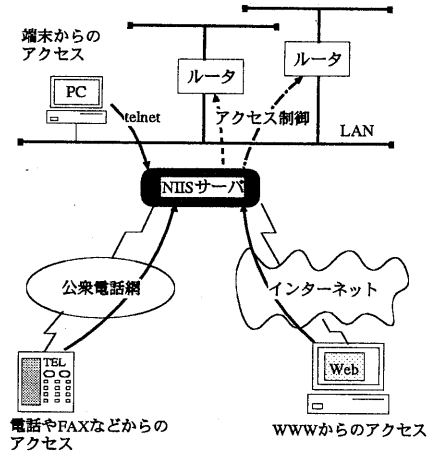 端末からの
アクセス
PC
ルータ
ルータ
telnet
アクセス制御
LAN
NIISサーバ
公衆電話網
インターネット
TEL
Web
電話やFAXなどからの
アクセス
WWWからのアクセス